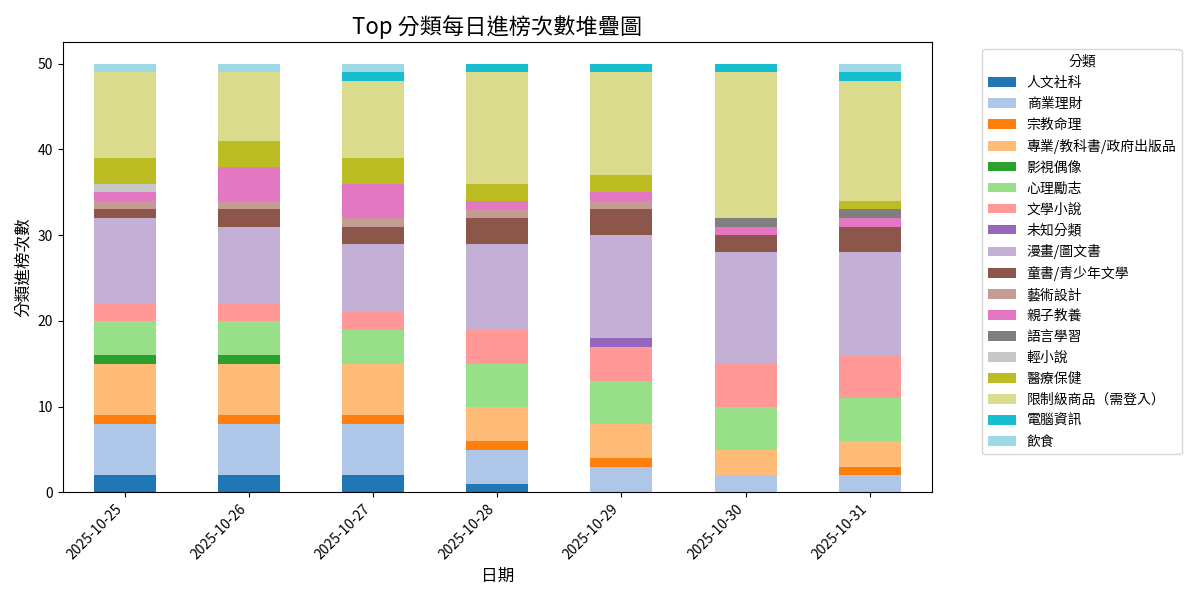 Top 分類每日進榜次數堆疊圖
分類進榜次數
50
40
30
20
10
0
2025-10-25
2025-10-26
2025-10-27
2025-10-28
2025-10-29
2025-10-30
2025-10-31
日期
分類
人文社科
商業理財
宗教命理
專業/教科書/政府出版品
影視偶像
心理勵志
文學小說
未知分類
漫畫/圖文書
童書/青少年文學
藝術設計
親子教養
語言學習
輕小說
醫療保健
限制級商品（需登入）
電腦資訊
飲食